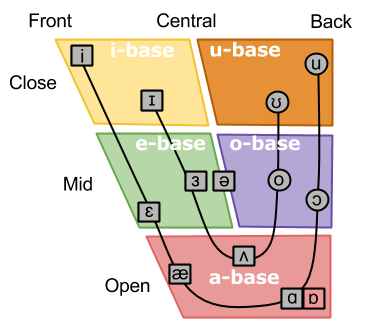 Front Central Back
i-base u-base
i u
Close
ɪ ʊ
e-base o-base
Mid ɜ ə o
ɛ ɔ
ʌ
æ a-base
Open ɑ ɒ